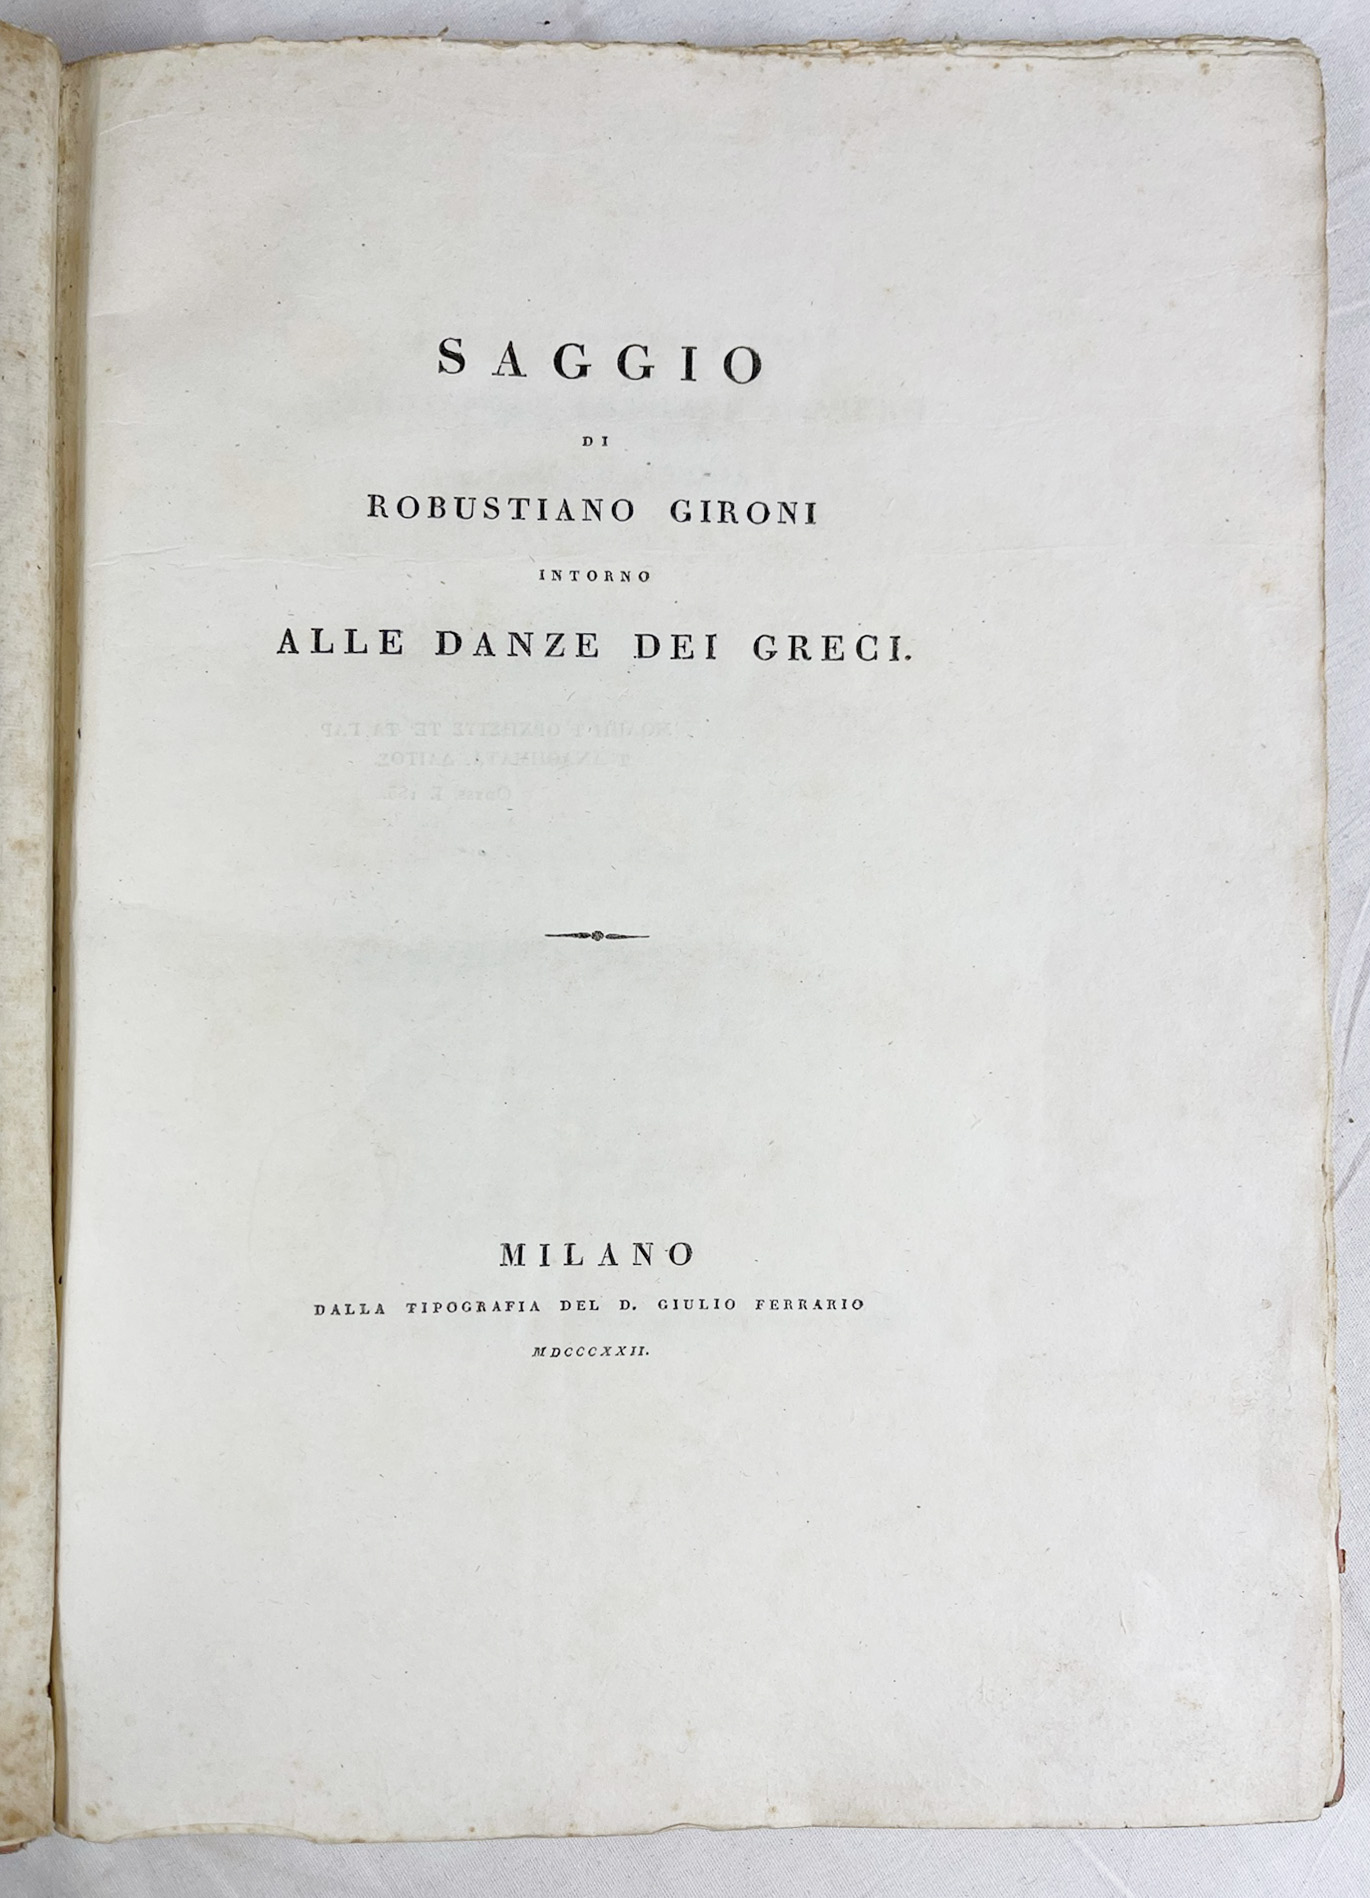 SAGGIO
DI
ROBUSTIANO GIRONI
INTORNO
ALLE DANZE DEI GRECI.
MILANO
DALLA TIPOGRAFIA DEL D. GIULIO FERRARIO
MDCCCXXII.